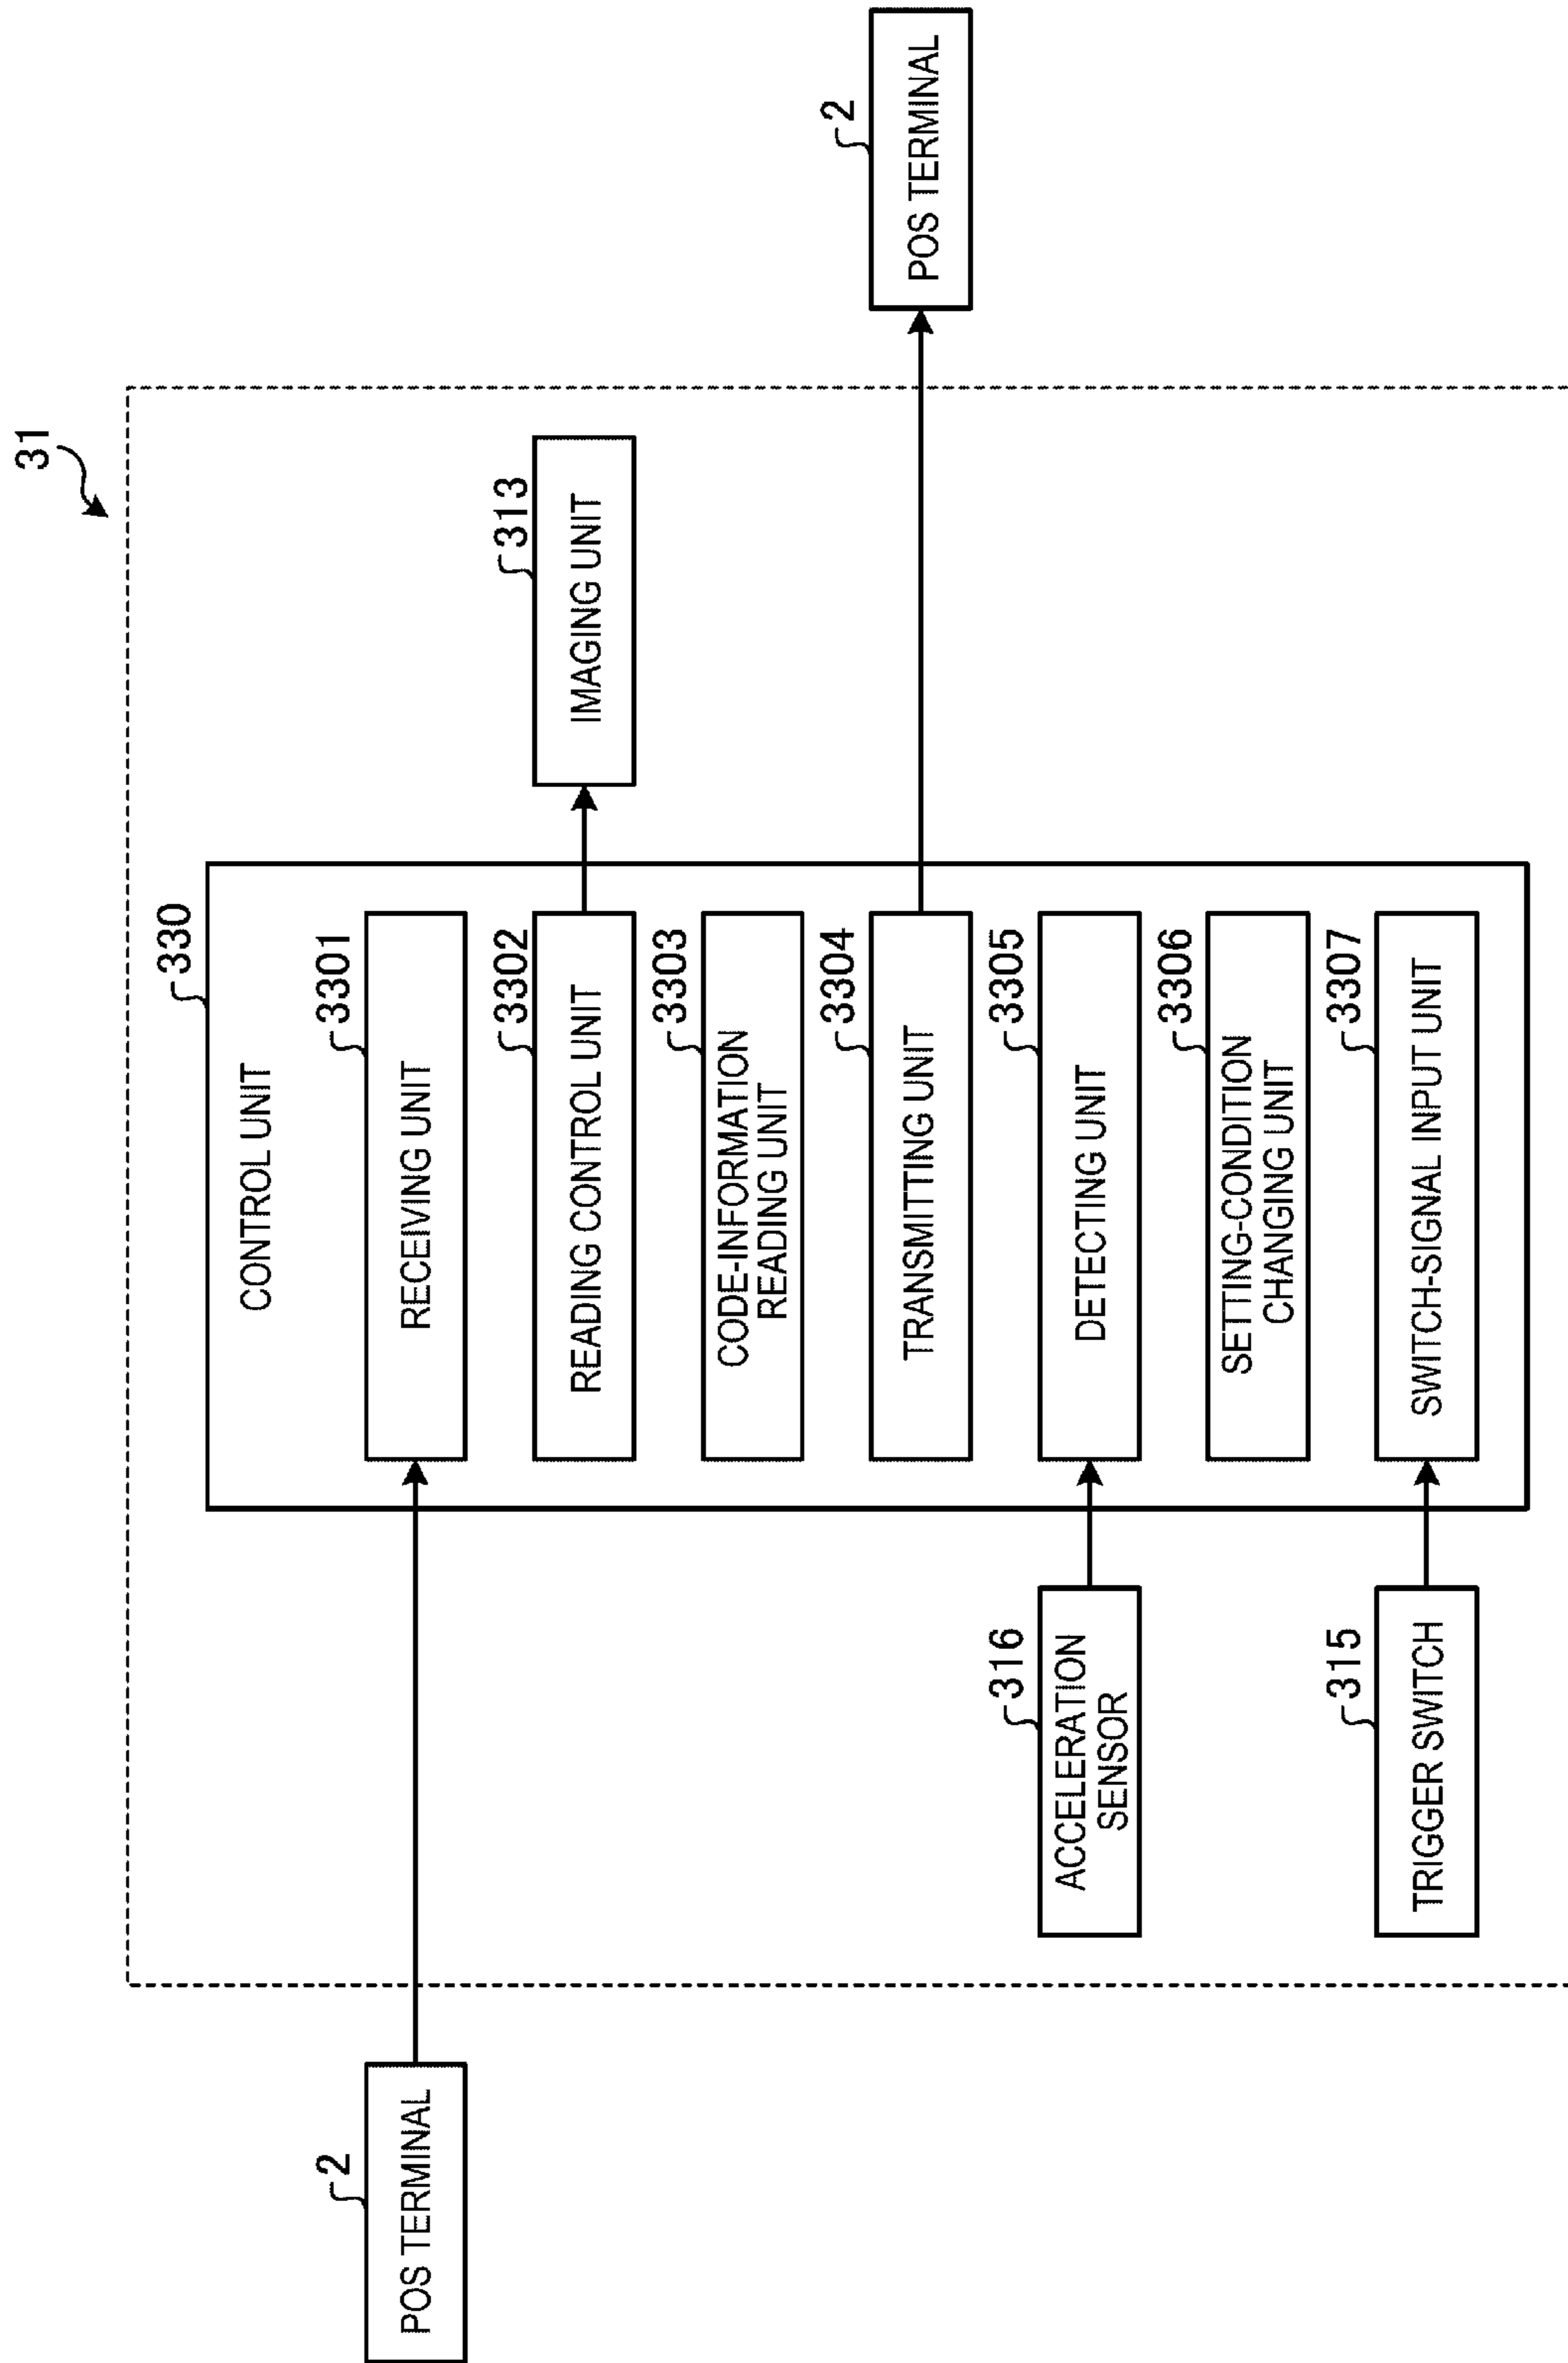 31
330
CONTROL UNIT
2
POS TERMINAL
3301
RECEIVING UNIT
3302
READING CONTROL UNIT
313
IMAGING UNIT
3303
CODE-INFORMATION
READING UNIT
3304
TRANSMITTING UNIT
2
POS TERMINAL
316
ACCELERATION
SENSOR
3305
DETECTING UNIT
3306
SETTING-CONDITION
CHANGING UNIT
315
TRIGGER SWITCH
3307
SWITCH-SIGNAL INPUT UNIT